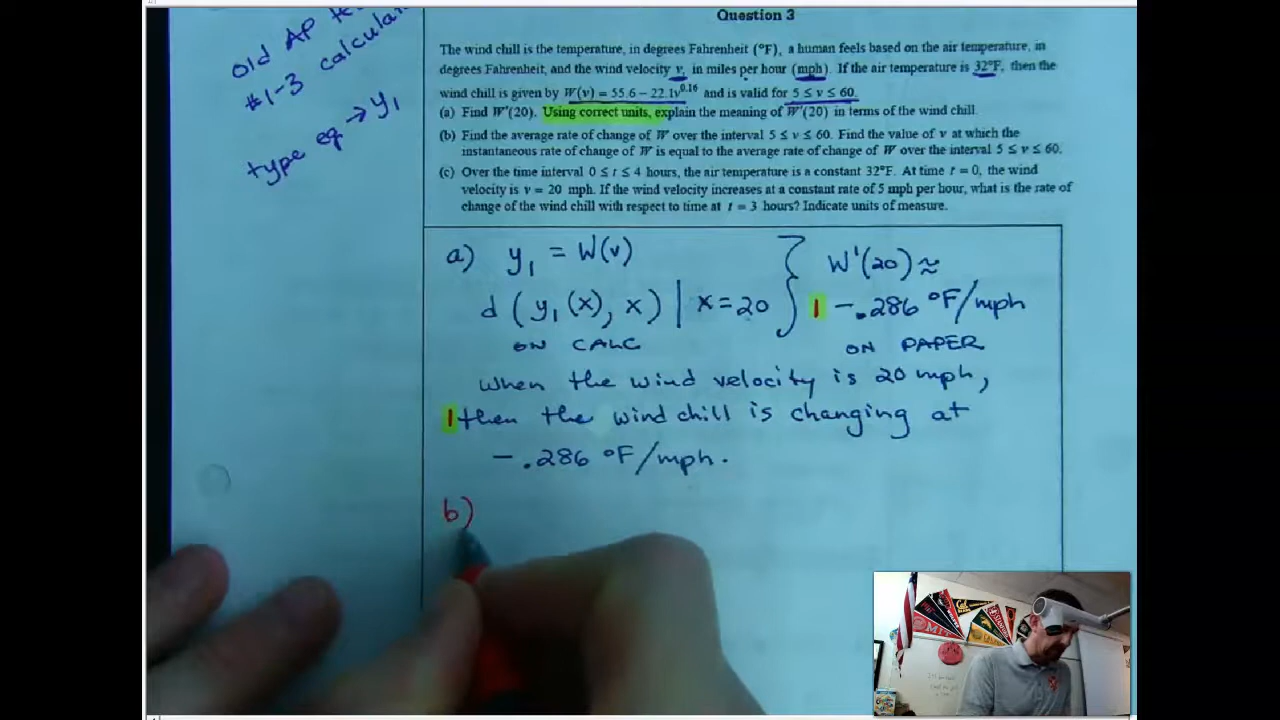 Question 3
old AP
#1-3
type eq → y₁
The wind chill is the temperature, in degrees Fahrenheit (°F), a human feels based on the air temperature, in
degrees Fahrenheit, and the wind velocity v, in miles per hour (mph). If the air temperature is 32°F, then the
wind chill is given by W(v) = 55.6 − 22.1v^0.16 and is valid for 5 ≤ v ≤ 60.
(a) Find W'(20). Using correct units, explain the meaning of W'(20) in terms of the wind chill.
(b) Find the average rate of change of W over the interval 5 ≤ v ≤ 60. Find the value of v at which the
instantaneous rate of change of W is equal to the average rate of change of W over the interval 5 ≤ v ≤ 60.
(c) Over the time interval 0 ≤ t ≤ 4 hours, the air temperature is a constant 32°F. At time t = 0, the wind
velocity is v = 20 mph. If the wind velocity increases at a constant rate of 5 mph per hour, what is the rate of
change of the wind chill with respect to time at t = 3 hours? Indicate units of measure.
a) y₁ = W(v)
d (y₁(x), x) | x=20
ON CALC
} W'(20) ≈
1 -.286 °F/mph
ON PAPER
When the wind velocity is 20 mph,
1 then the wind chill is changing at
-.286 °F/mph.
b)